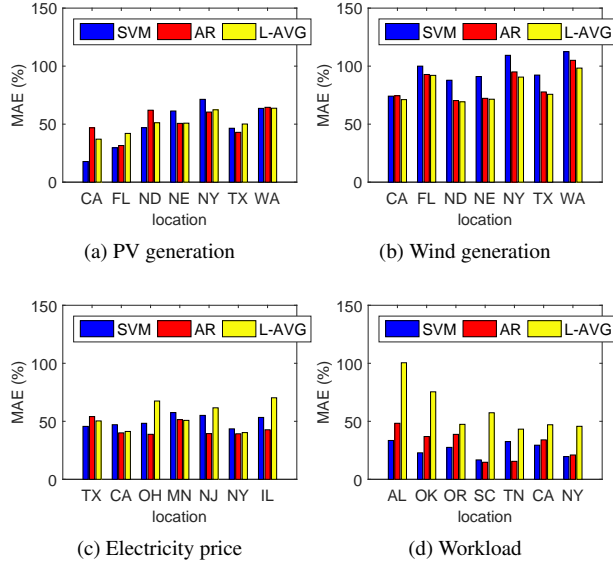 150
100
50
0
MAE (%)
SVM AR L-AVG
CA FL ND NE NY TX WA
location
(a) PV generation
150
100
50
0
MAE (%)
SVM AR L-AVG
CA FL ND NE NY TX WA
location
(b) Wind generation
150
100
50
0
MAE (%)
SVM AR L-AVG
TX CA OH MN NJ NY IL
location
(c) Electricity price
150
100
50
0
MAE (%)
SVM AR L-AVG
AL OK OR SC TN CA NY
location
(d) Workload